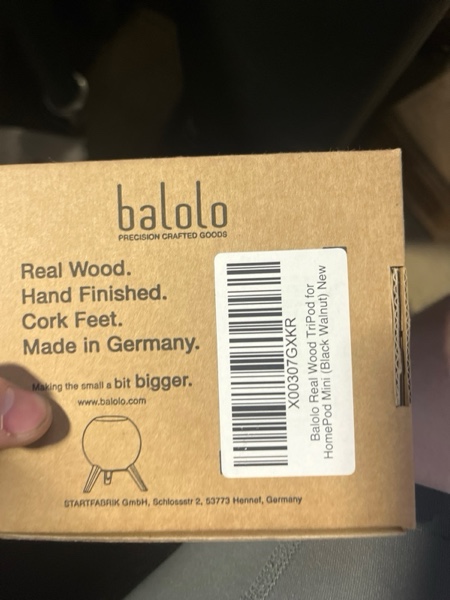 balolo
PRECISION CRAFTED GOODS
Real Wood.
Hand Finished.
Cork Feet.
Made in Germany.
Making the small a bit bigger.
www.balolo.com
STARTFABRIK GmbH, Schlossstr 2, 53773 Hennef, Germany
X00307GXKR
Balolo Real Wood TriPod for
HomePod Mini (Black Walnut) New